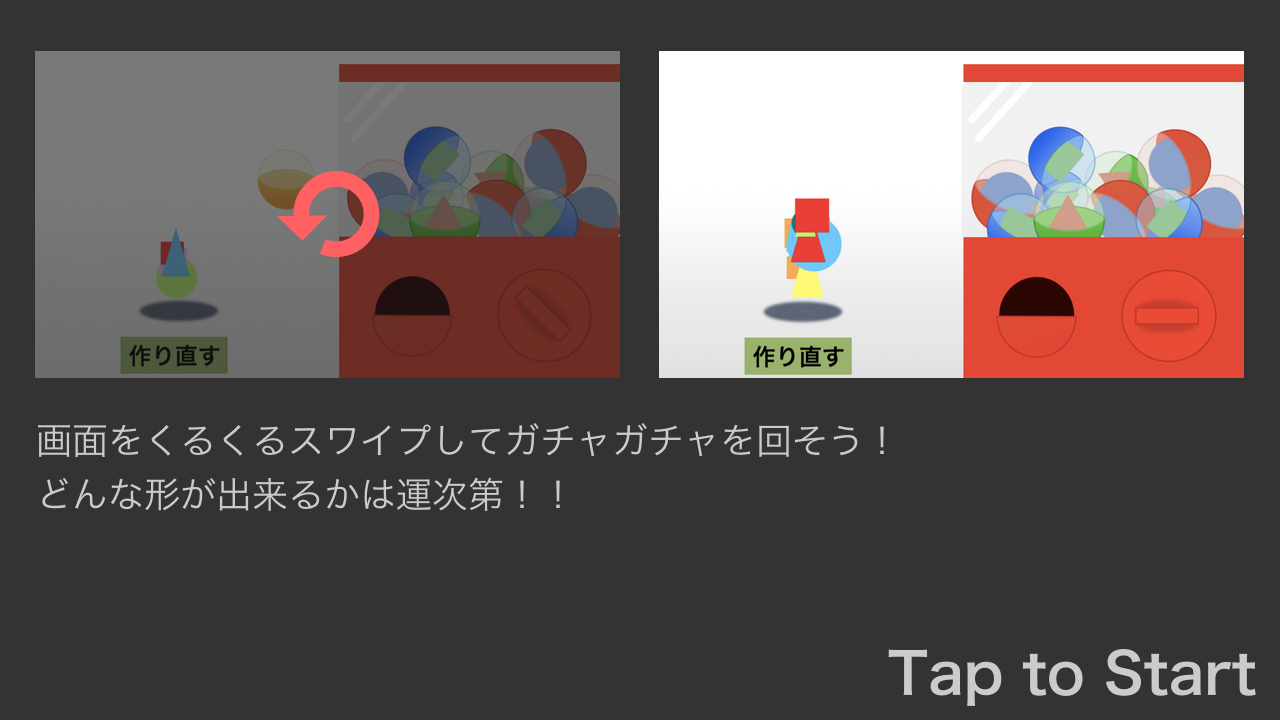 作り直す
作り直す
画面をくるくるスワイプしてガチャガチャを回そう！
どんな形が出来るかは運次第！！
Tap to Start